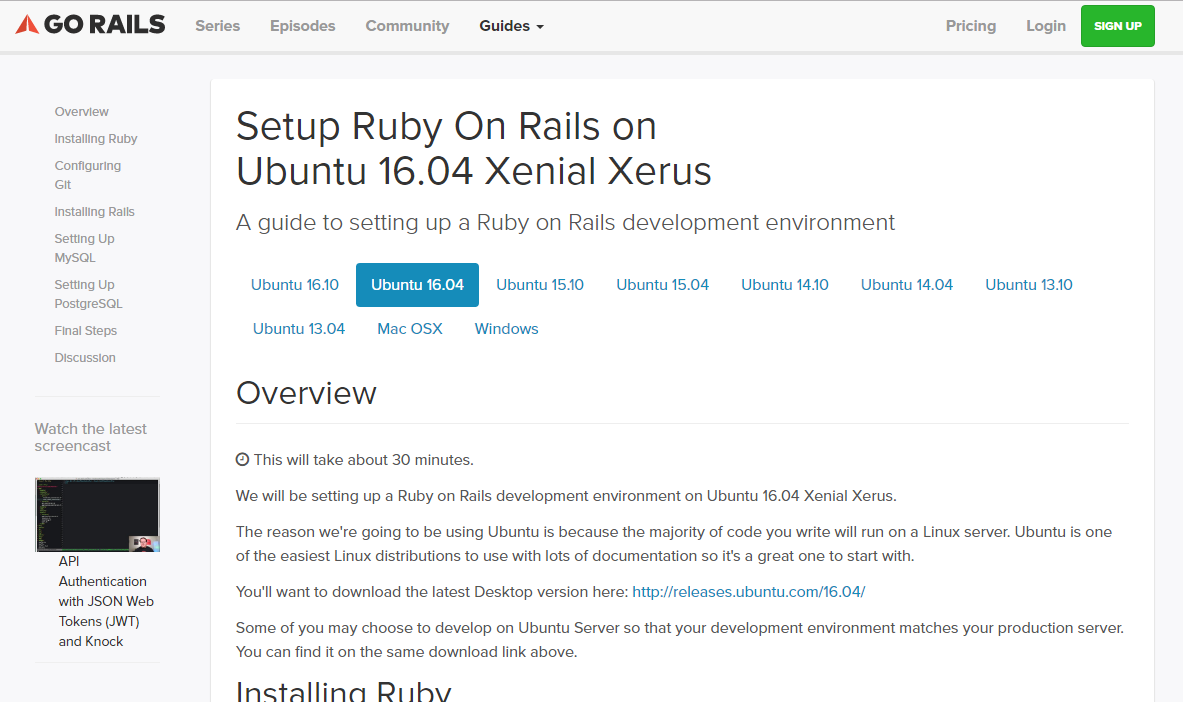 GO RAILS Series Episodes Community Guides Pricing Login SIGN UP
Overview
Installing Ruby
Configuring
Git
Installing Rails
Setting Up
MySQL
Setting Up
PostgreSQL
Final Steps
Discussion
Watch the latest
screencast
API
Authentication
with JSON Web
Tokens (JWT)
and Knock
Setup Ruby On Rails on
Ubuntu 16.04 Xenial Xerus
A guide to setting up a Ruby on Rails development environment
Ubuntu 16.10 Ubuntu 16.04 Ubuntu 15.10 Ubuntu 15.04 Ubuntu 14.10 Ubuntu 14.04 Ubuntu 13.10
Ubuntu 13.04 Mac OSX Windows
Overview
This will take about 30 minutes.
We will be setting up a Ruby on Rails development environment on Ubuntu 16.04 Xenial Xerus.
The reason we're going to be using Ubuntu is because the majority of code you write will run on a Linux server. Ubuntu is one
of the easiest Linux distributions to use with lots of documentation so it's a great one to start with.
You'll want to download the latest Desktop version here: http://releases.ubuntu.com/16.04/
Some of you may choose to develop on Ubuntu Server so that your development environment matches your production server.
You can find it on the same download link above.
Installing Ruby